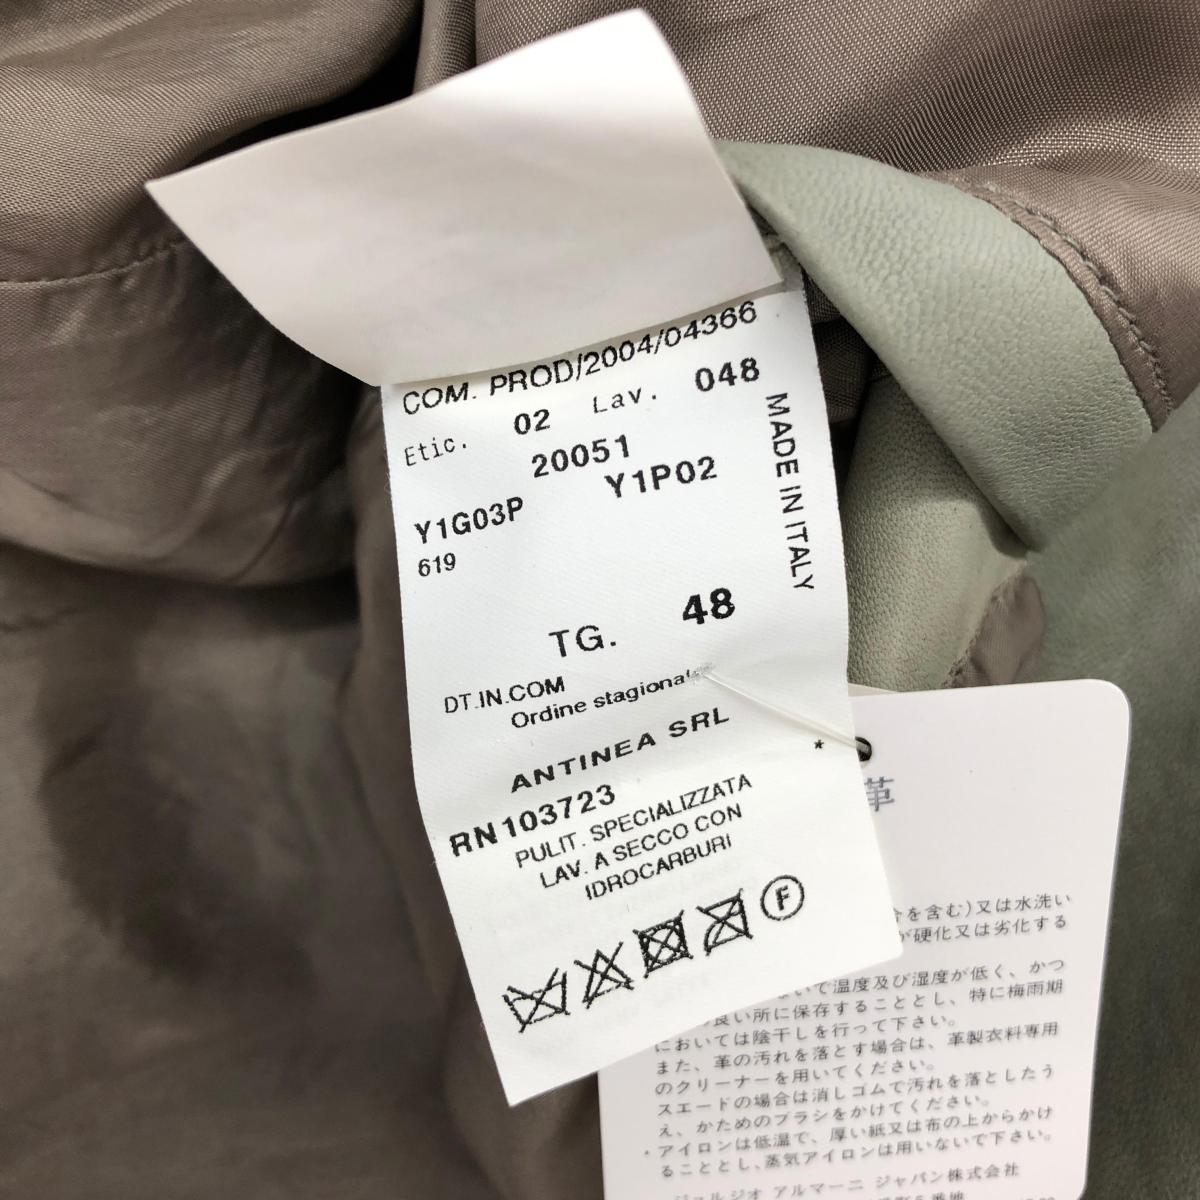 COM. PROD/2004/04366
Etic. 02 Lav. 048
20051
Y1G03P Y1P02
619
MADE IN ITALY
TG. 48
DT.IN.COM
Ordine stagional
ANTINEA SRL
*
RN103723
PULIT. SPECIALIZZATA
LAV. A SECCO CON
IDROCARBURI
F
革
を含む)又は水洗い
が硬化又は劣化する
いで温度及び湿度が低く、かつ
良い所に保存することとし、特に梅雨期
においては陰干しを行って下さい。
また、革の汚れを落とす場合は、革製衣料専用
のクリーナーを用いてください。
スエードの場合は消しゴムで汚れを落としたう
え、かためのブラシをかけてください。
・アイロンは低温で、厚い紙又は布の上からかけ
ることとし、蒸気アイロンは用いないで下さい。
ジョルジオ アルマーニ ジャパン株式会社